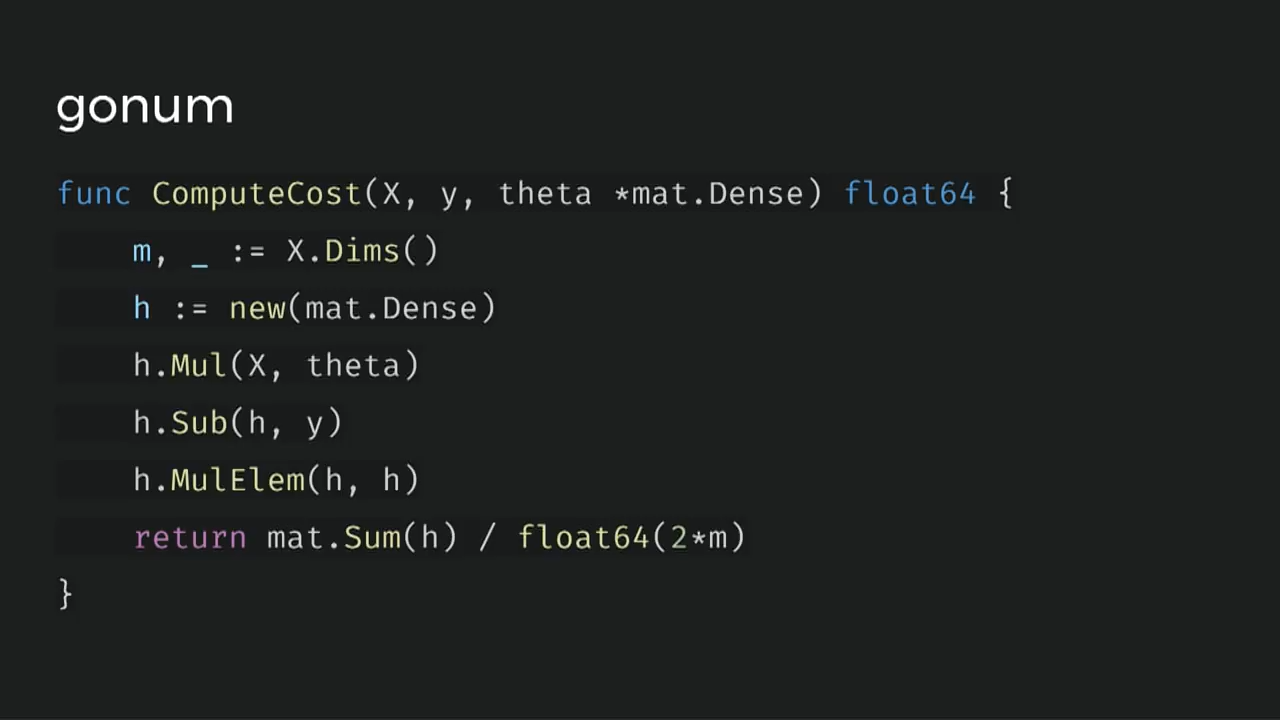 gonum
func ComputeCost(X, y, theta *mat.Dense) float64 {
    m, _ := X.Dims()
    h := new(mat.Dense)
    h.Mul(X, theta)
    h.Sub(h, y)
    h.MulElem(h, h)
    return mat.Sum(h) / float64(2*m)
}